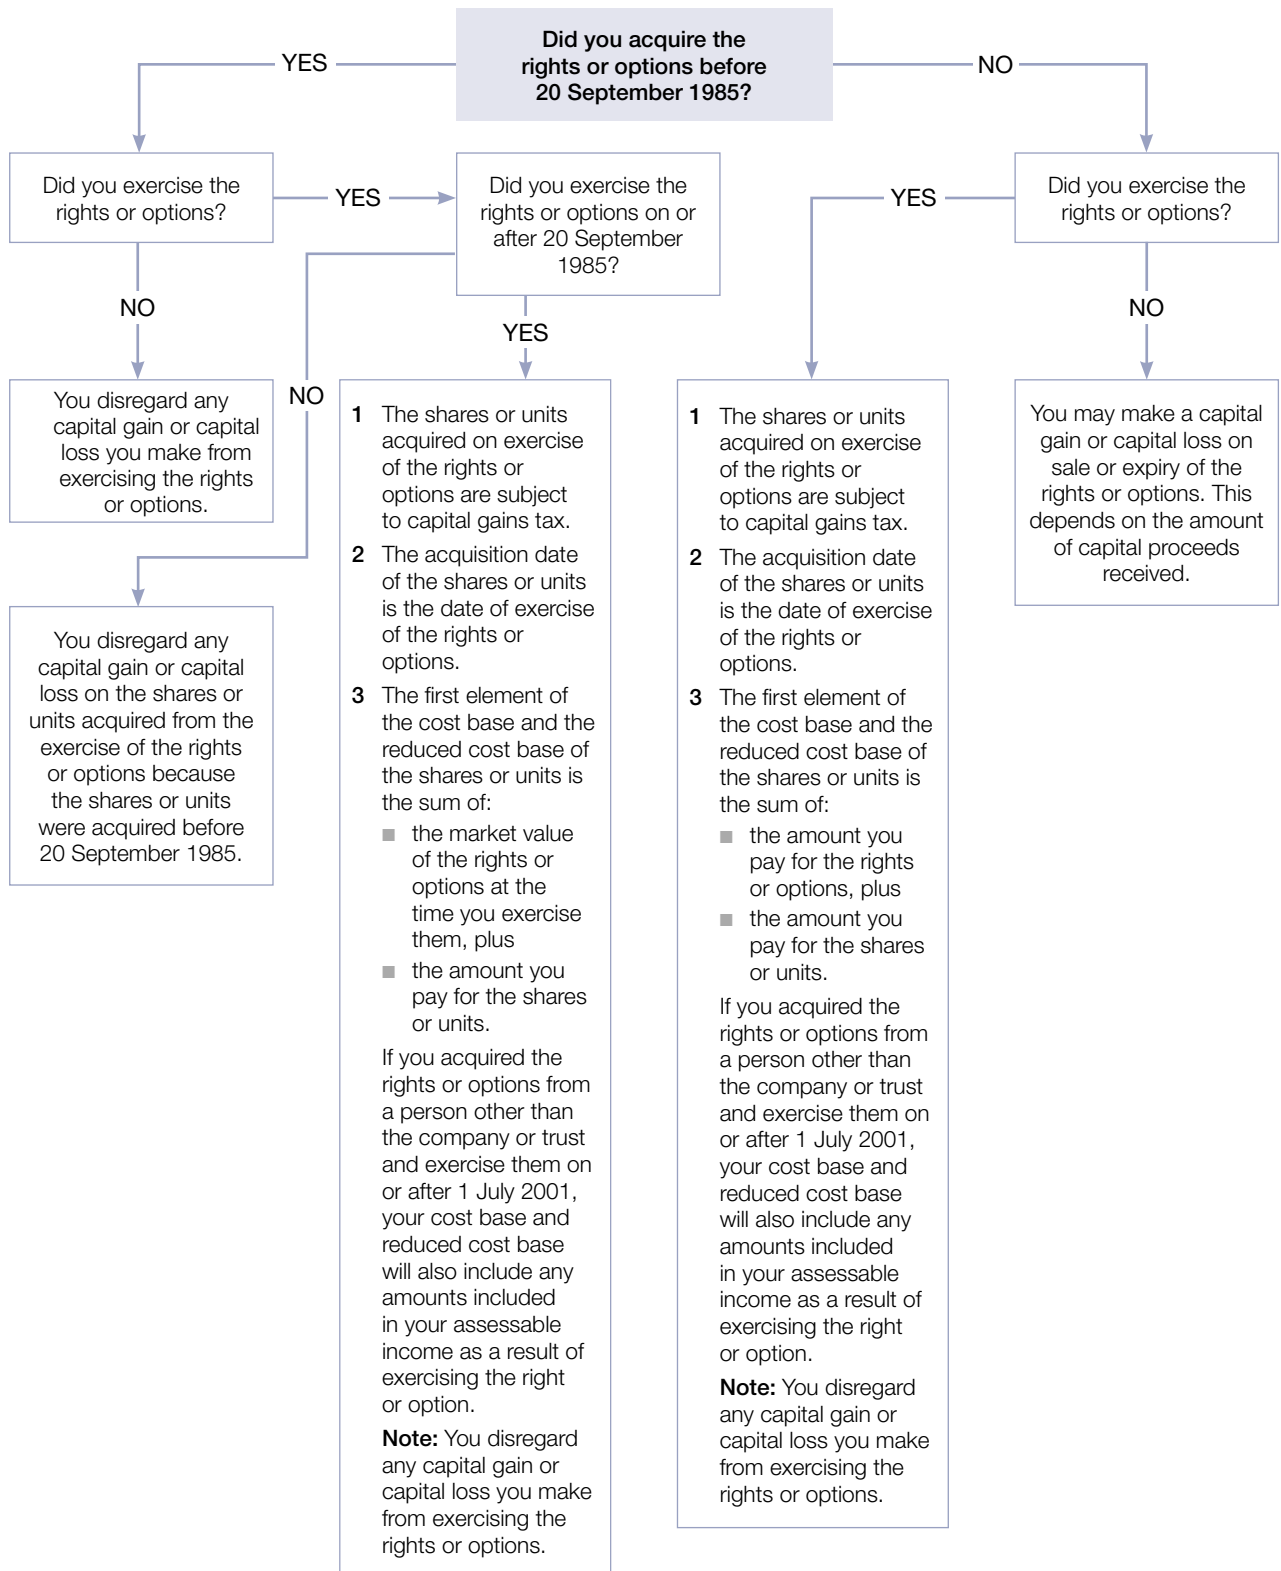 Did you acquire the
rights or options before
20 September 1985?
YES
NO
Did you exercise the
rights or options?
YES
Did you exercise the
rights or options on or
after 20 September
1985?
YES
Did you exercise the
rights or options?
NO
YES
NO
NO
You disregard any
capital gain or capital
loss you make from
exercising the rights
or options.
You disregard any
capital gain or capital
loss on the shares or
units acquired from the
exercise of the rights
or options because
the shares or units
were acquired before
20 September 1985.
1 The shares or units
acquired on exercise
of the rights or
options are subject
to capital gains tax.
2 The acquisition date
of the shares or units
is the date of exercise
of the rights or
options.
3 The first element of
the cost base and the
reduced cost base of
the shares or units is
the sum of:
■ the market value
of the rights or
options at the
time you exercise
them, plus
■ the amount you
pay for the shares
or units.
If you acquired the
rights or options from
a person other than
the company or trust
and exercise them on
or after 1 July 2001,
your cost base and
reduced cost base
will also include any
amounts included
in your assessable
income as a result of
exercising the right
or option.
Note: You disregard
any capital gain or
capital loss you make
from exercising the
rights or options.
1 The shares or units
acquired on exercise
of the rights or
options are subject
to capital gains tax.
2 The acquisition date
of the shares or units
is the date of exercise
of the rights or
options.
3 The first element of
the cost base and the
reduced cost base of
the shares or units is
the sum of:
■ the amount you
pay for the rights
or options, plus
■ the amount you
pay for the shares
or units.
If you acquired the
rights or options from
a person other than
the company or trust
and exercise them on
or after 1 July 2001,
your cost base and
reduced cost base
will also include any
amounts included
in your assessable
income as a result of
exercising the right
or option.
Note: You disregard
any capital gain or
capital loss you make
from exercising the
rights or options.
You may make a capital
gain or capital loss on
sale or expiry of the
rights or options. This
depends on the amount
of capital proceeds
received.